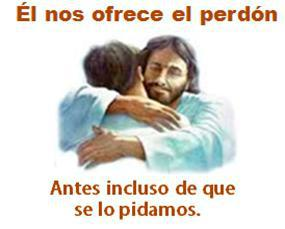 Él nos ofrece el perdón
Antes incluso de que
se lo pidamos.